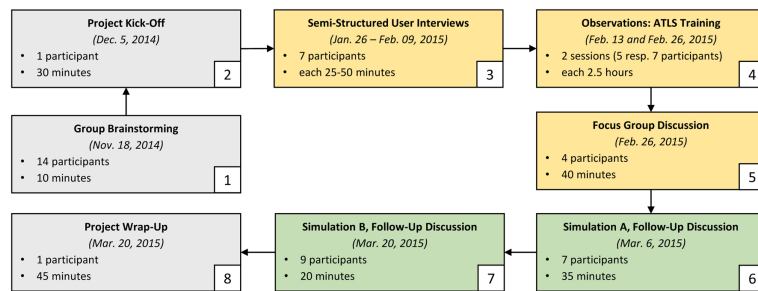 Group Brainstorming
(Nov. 18, 2014)
• 14 participants
• 10 minutes
1
Project Kick-Off
(Dec. 5, 2014)
• 1 participant
• 30 minutes
2
Semi-Structured User Interviews
(Jan. 26 – Feb. 09, 2015)
• 7 participants
• each 25-50 minutes
3
Observations: ATLS Training
(Feb. 13 and Feb. 26, 2015)
• 2 sessions (5 resp. 7 participants)
• each 2.5 hours
4
Focus Group Discussion
(Feb. 26, 2015)
• 4 participants
• 40 minutes
5
Simulation A, Follow-Up Discussion
(Mar. 6, 2015)
• 7 participants
• 35 minutes
6
Simulation B, Follow-Up Discussion
(Mar. 20, 2015)
• 9 participants
• 20 minutes
7
Project Wrap-Up
(Mar. 20, 2015)
• 1 participant
• 45 minutes
8